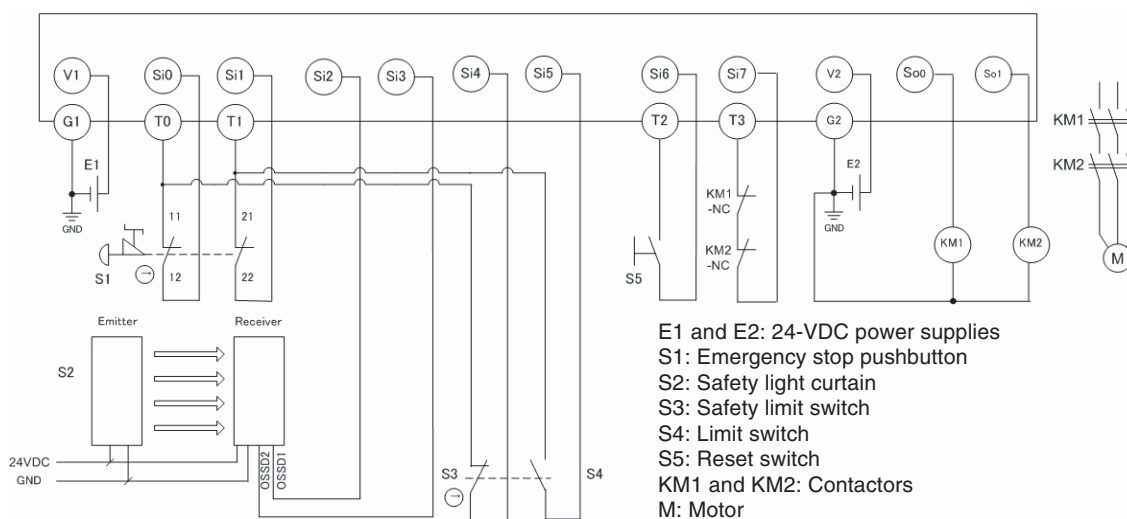 V1 Si0 Si1 Si2 Si3 Si4 Si5 Si6 Si7 V2 So0 So1
G1 T0 T1 T2 T3 G2
KM1
KM2
E1
E2
GND
GND
KM1
-NC
KM2
-NC
11
21
12
22
S1
S5
KM1
KM2
M
Emitter
Receiver
S2
24VDC
GND
OSSD2
OSSD1
S3
S4
E1 and E2: 24-VDC power supplies
S1: Emergency stop pushbutton
S2: Safety light curtain
S3: Safety limit switch
S4: Limit switch
S5: Reset switch
KM1 and KM2: Contactors
M: Motor